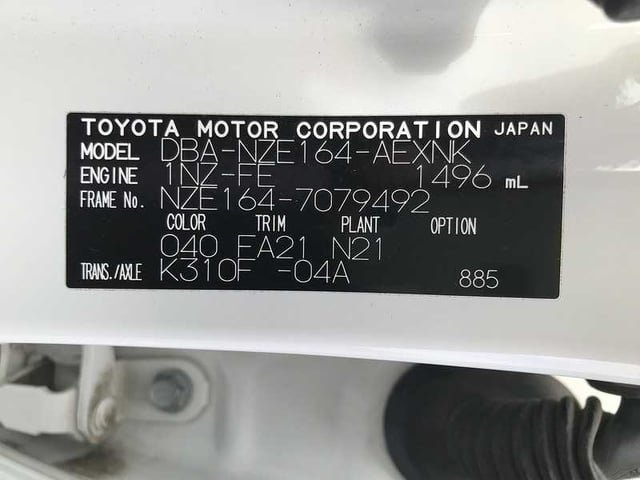 TOYOTA MOTOR CORPORATION JAPAN
MODEL DBA-NZE164-AEXNK
ENGINE 1NZ-FE 1496 mL
FRAME No. NZE164-7079492
COLOR TRIM PLANT OPTION
040 FA21 N21
TRANS./AXLE K310F -04A 885